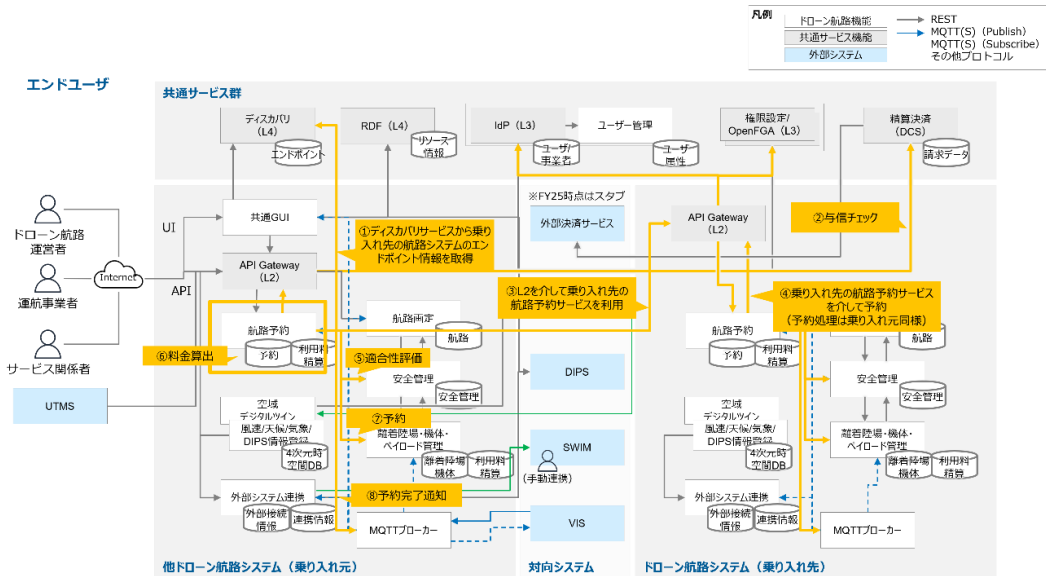 凡例
ドローン航路機能
共通サービス機能
外部システム
REST
MQTT(S)（Publish）
MQTT(S)（Subscribe）
その他プロトコル
エンドユーザ
共通サービス群
ディスカバリ
（L4）
エンドポイント
RDF（L4）
リソース
情報
IdP（L3）
ユーザ/
事業者
ユーザー管理
ユーザ
属性
権限設定/
OpenFGA（L3）
精算決済
(DCS)
請求データ
※FY25時点はスタブ
UI
共通GUI
外部決済サービス
API Gateway
（L2）
②与信チェック
①ディスカバリサービスから乗り
入れ先の航路システムのエン
ドポイント情報を取得
ドローン航路
運営者
Internet
API
API Gateway
（L2）
運航事業者
③L2を介して乗り入れ先の
航路予約サービスを利用
④乗り入れ先の航路予約サービス
を介して予約
（予約処理は乗り入れ元同様）
航路予約
予約
利用料
精算
⑥料金算出
航路画定
航路
航路予約
予約
利用料
精算
航路
サービス関係者
⑤適合性評価
安全管理
安全管理
DIPS
安全管理
安全管理
UTMS
空域
デジタルツイン
風速/天候/気象/
DIPS情報登録
4次元時
空間DB
⑦予約
離着陸場・機体・
ペイロード管理
離着陸場
機体
利用料
精算
SWIM
（手動連携）
空域
デジタルツイン
風速/天候/気象/
DIPS情報登録
4次元時
空間DB
離着陸場・機体・
ペイロード管理
離着陸場
機体
利用料
精算
外部システム連携
外部接続
情報
連携情報
⑧予約完了通知
MQTTブローカー
VIS
外部システム連携
外部接続
情報
連携情報
MQTTブローカー
他ドローン航路システム（乗り入れ元）
対向システム
ドローン航路システム（乗り入れ先）